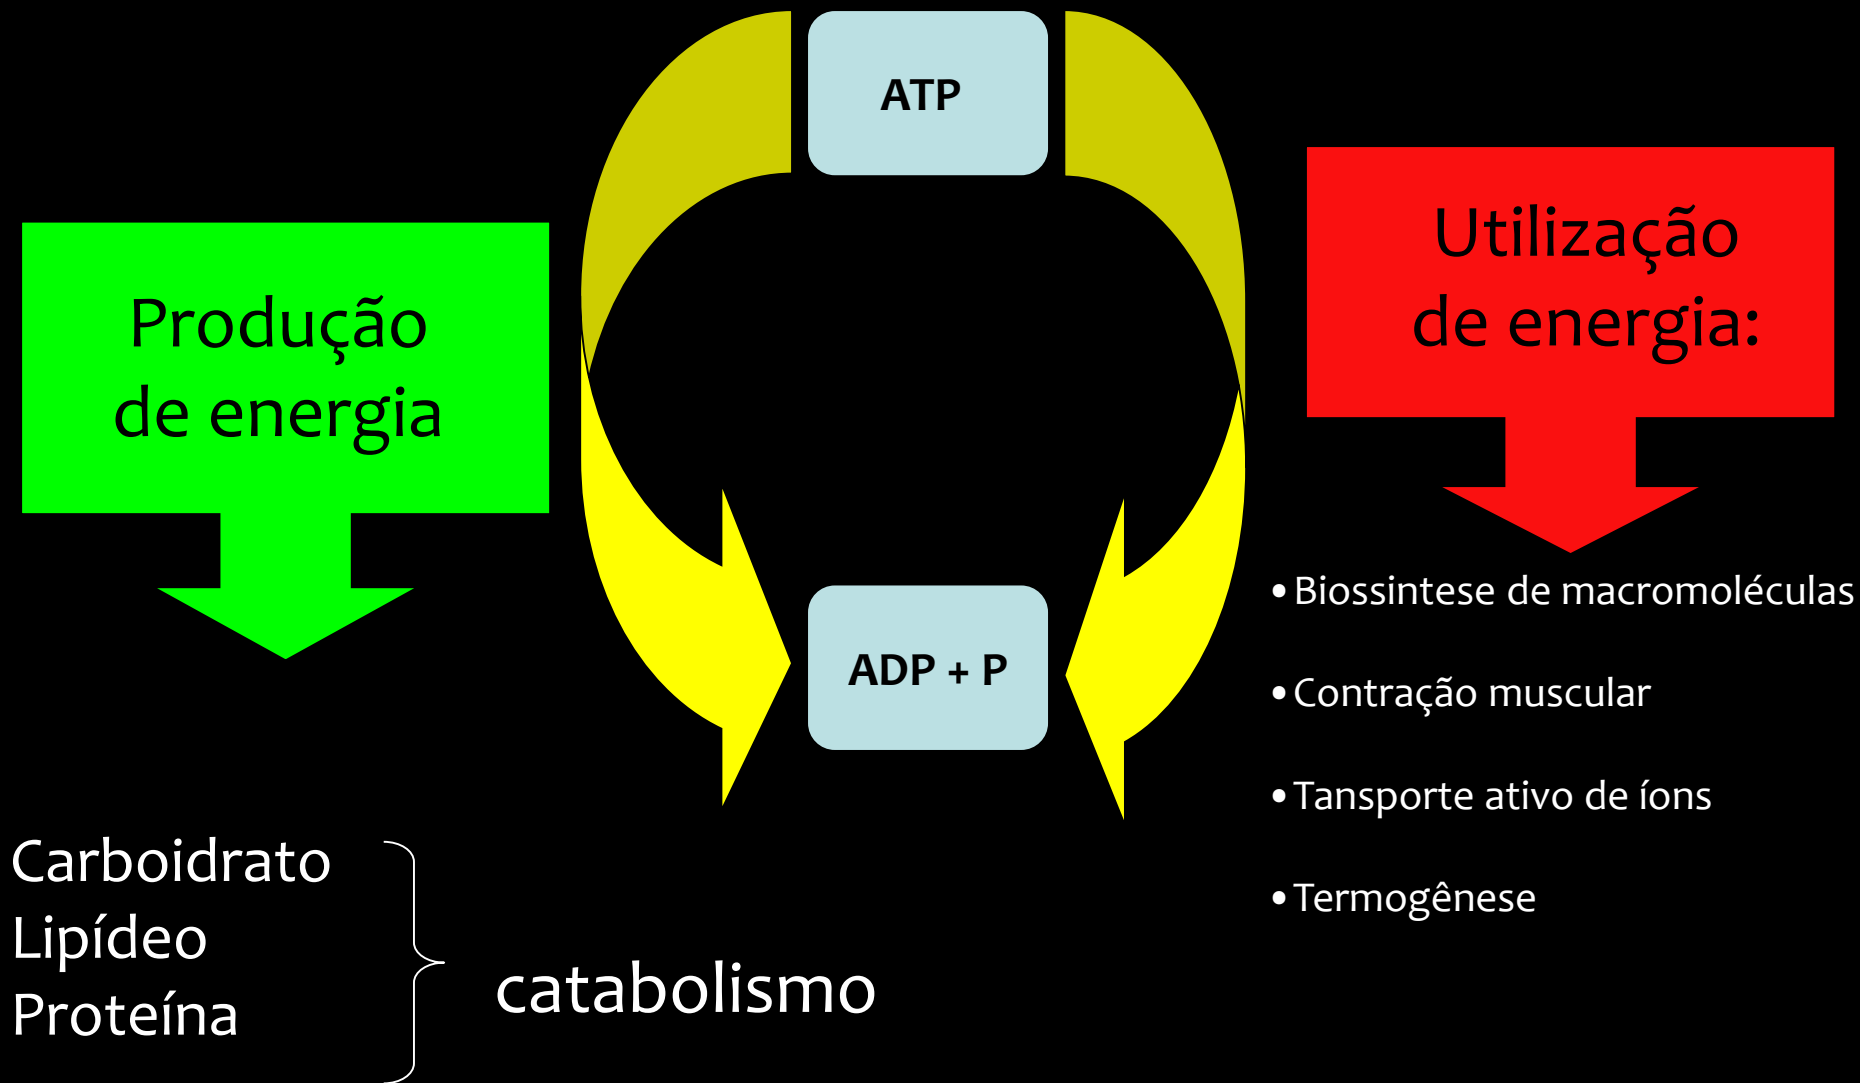 ATP
Produção
de energia
Utilização
de energia:
ADP + P
•Biossintese de macromoléculas
•Contração muscular
•Tansporte ativo de íons
•Termogênese
Carboidrato
Lipídeo
Proteína
catabolismo